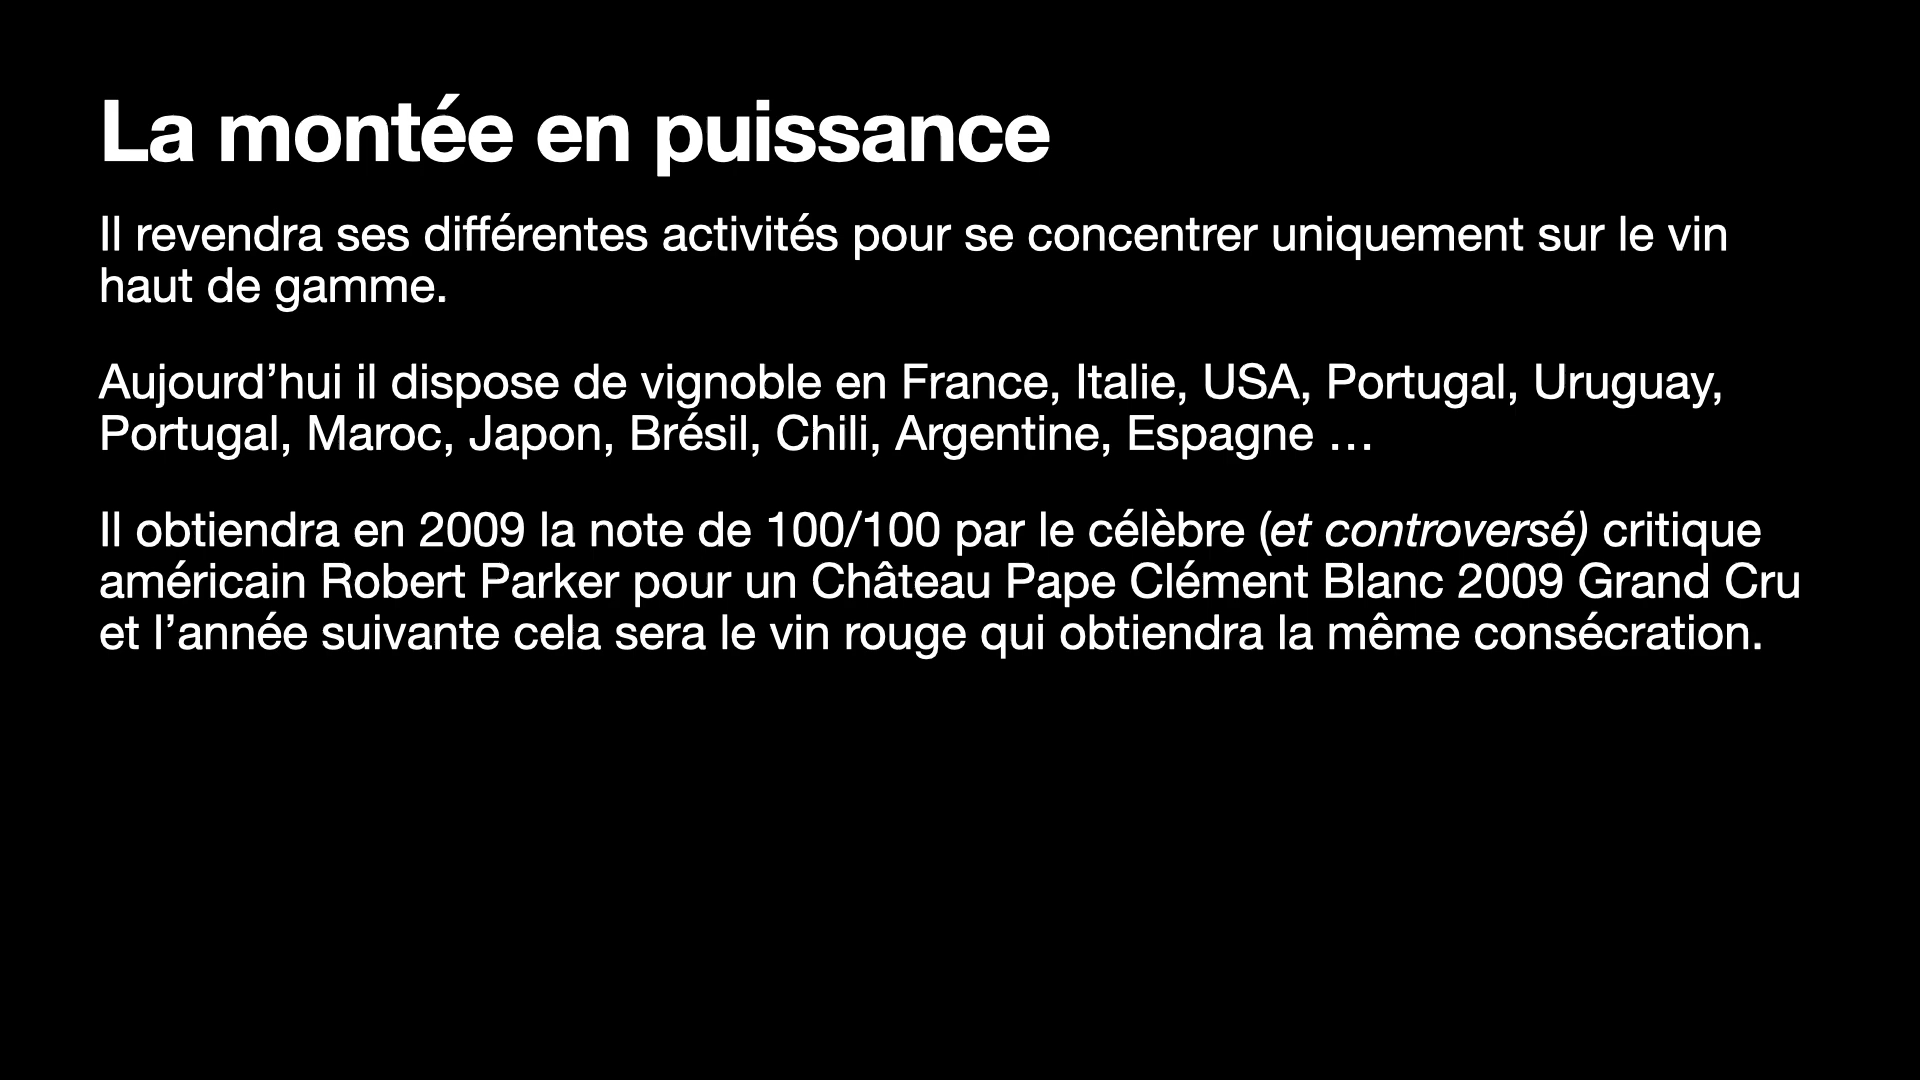 La montée en puissance
Il revendra ses différentes activités pour se concentrer uniquement sur le vin
haut de gamme.
Aujourd’hui il dispose de vignoble en France, Italie, USA, Portugal, Uruguay,
Portugal, Maroc, Japon, Brésil, Chili, Argentine, Espagne …
Il obtiendra en 2009 la note de 100/100 par le célèbre (et controversé) critique
américain Robert Parker pour un Château Pape Clément Blanc 2009 Grand Cru
et l’année suivante cela sera le vin rouge qui obtiendra la même consécration.